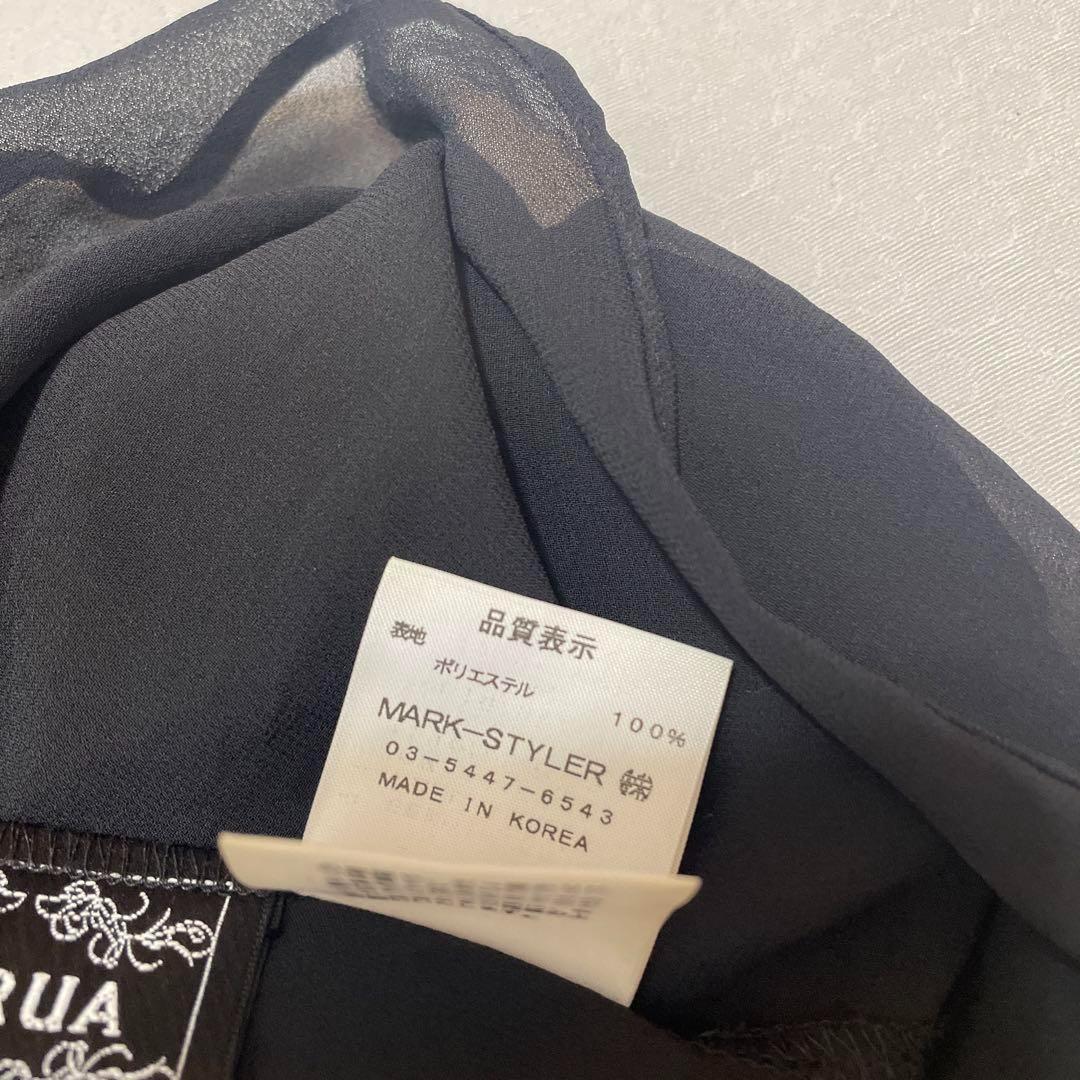 品質表示
表地
ポリエステル 100%
MARK-STYLER ㈱
03-5447-6543
MADE IN KOREA
RUA